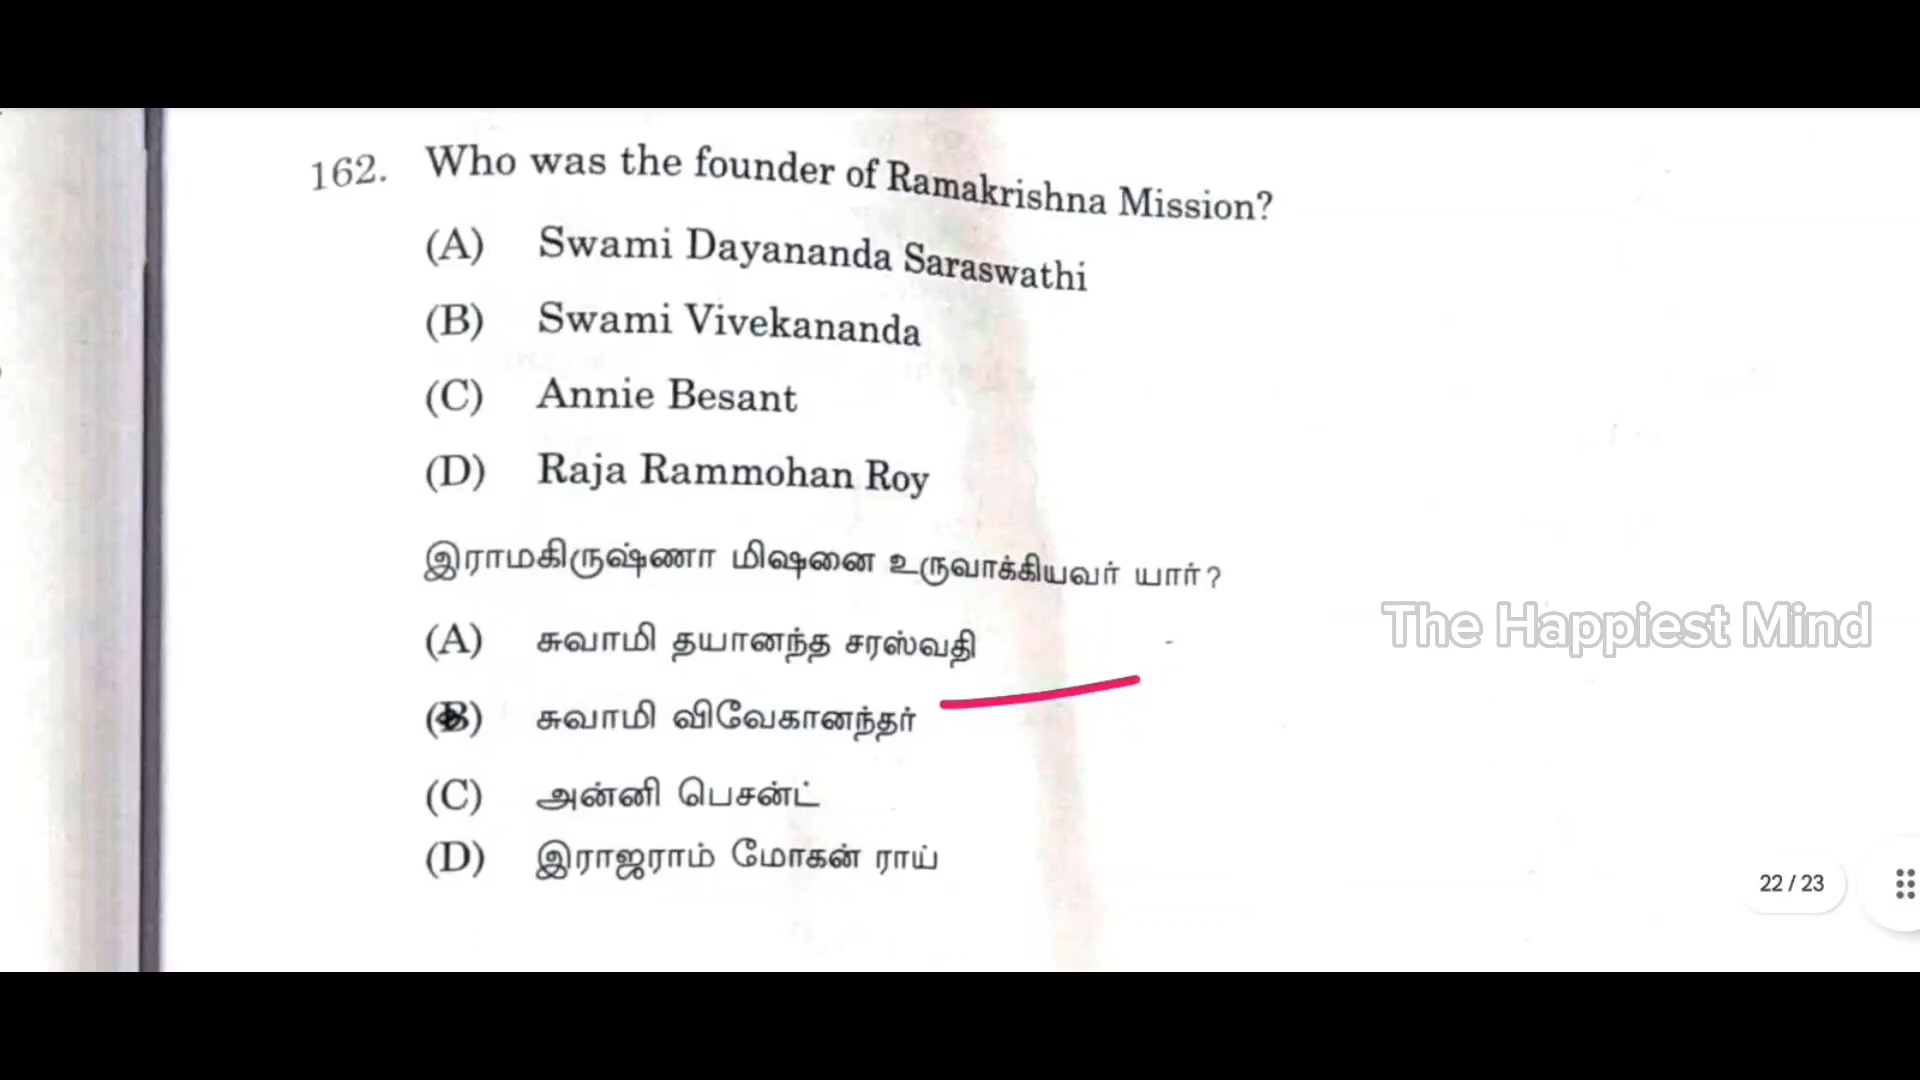 162. Who was the founder of Ramakrishna Mission?
(A) Swami Dayananda Saraswathi
(B) Swami Vivekananda
(C) Annie Besant
(D) Raja Rammohan Roy
இராமகிருஷ்ணா மிஷனை உருவாக்கியவர் யார்?
(A) சுவாமி தயானந்த சரஸ்வதி
(B) சுவாமி விவேகானந்தர்
(C) அன்னி பெசன்ட்
(D) இராஜராம் மோகன் ராய்
The Happiest Mind
22 / 23